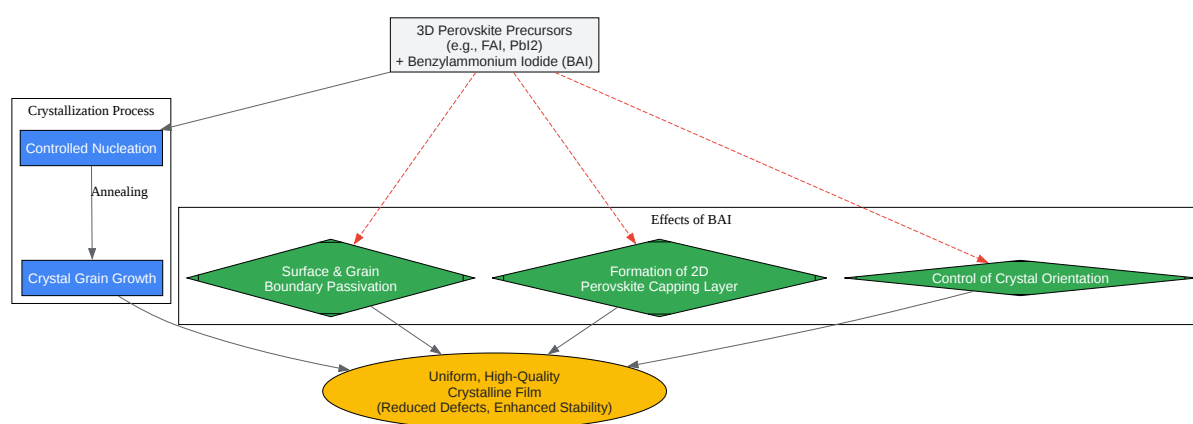 3D Perovskite Precursors
(e.g., FAI, PbI2)
+ Benzylammonium Iodide (BAI)
Crystallization Process
Controlled Nucleation
Annealing
Crystal Grain Growth
Effects of BAI
Surface & Grain
Boundary Passivation
Formation of 2D
Perovskite Capping Layer
Control of Crystal Orientation
Uniform, High-Quality
Crystalline Film
(Reduced Defects, Enhanced Stability)